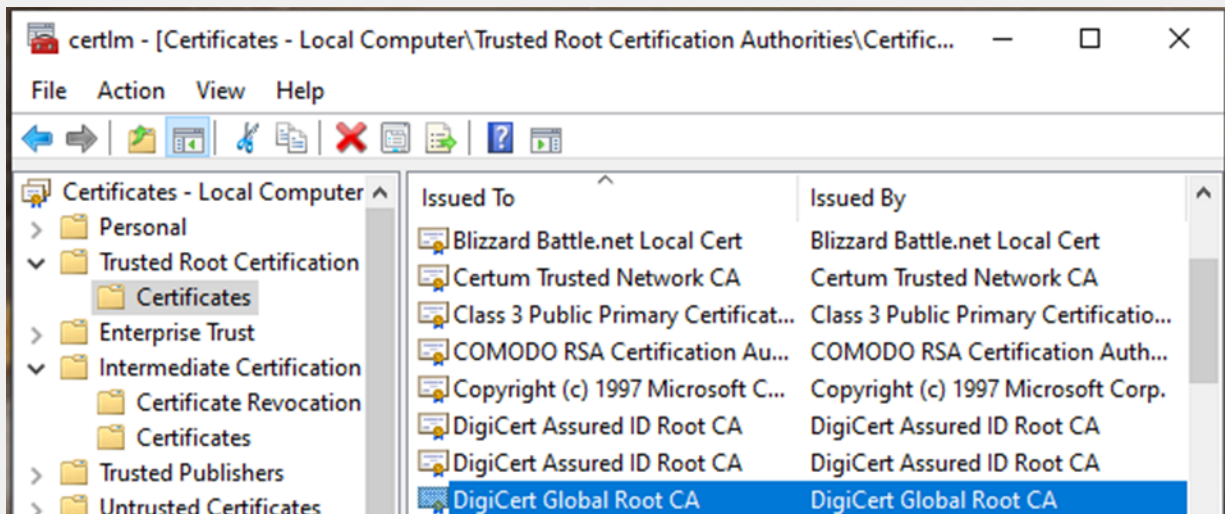 certlm - [Certificates - Local Computer\Trusted Root Certification Authorities\Certific...
File Action View Help
Certificates - Local Computer
Personal
Trusted Root Certification
Certificates
Enterprise Trust
Intermediate Certification
Certificate Revocation
Certificates
Trusted Publishers
Untrusted Certificates
Issued To Issued By
Blizzard Battle.net Local Cert Blizzard Battle.net Local Cert
Certum Trusted Network CA Certum Trusted Network CA
Class 3 Public Primary Certificat... Class 3 Public Primary Certificatio...
COMODO RSA Certification Au... COMODO RSA Certification Auth...
Copyright (c) 1997 Microsoft C... Copyright (c) 1997 Microsoft Corp.
DigiCert Assured ID Root CA DigiCert Assured ID Root CA
DigiCert Assured ID Root CA DigiCert Assured ID Root CA
DigiCert Global Root CA DigiCert Global Root CA